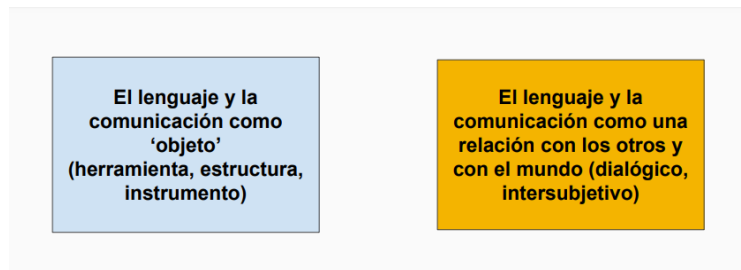 El lenguaje y la
comunicación como
‘objeto’
(herramienta, estructura,
instrumento)
El lenguaje y la
comunicación como una
relación con los otros y
con el mundo (dialógico,
intersubjetivo)